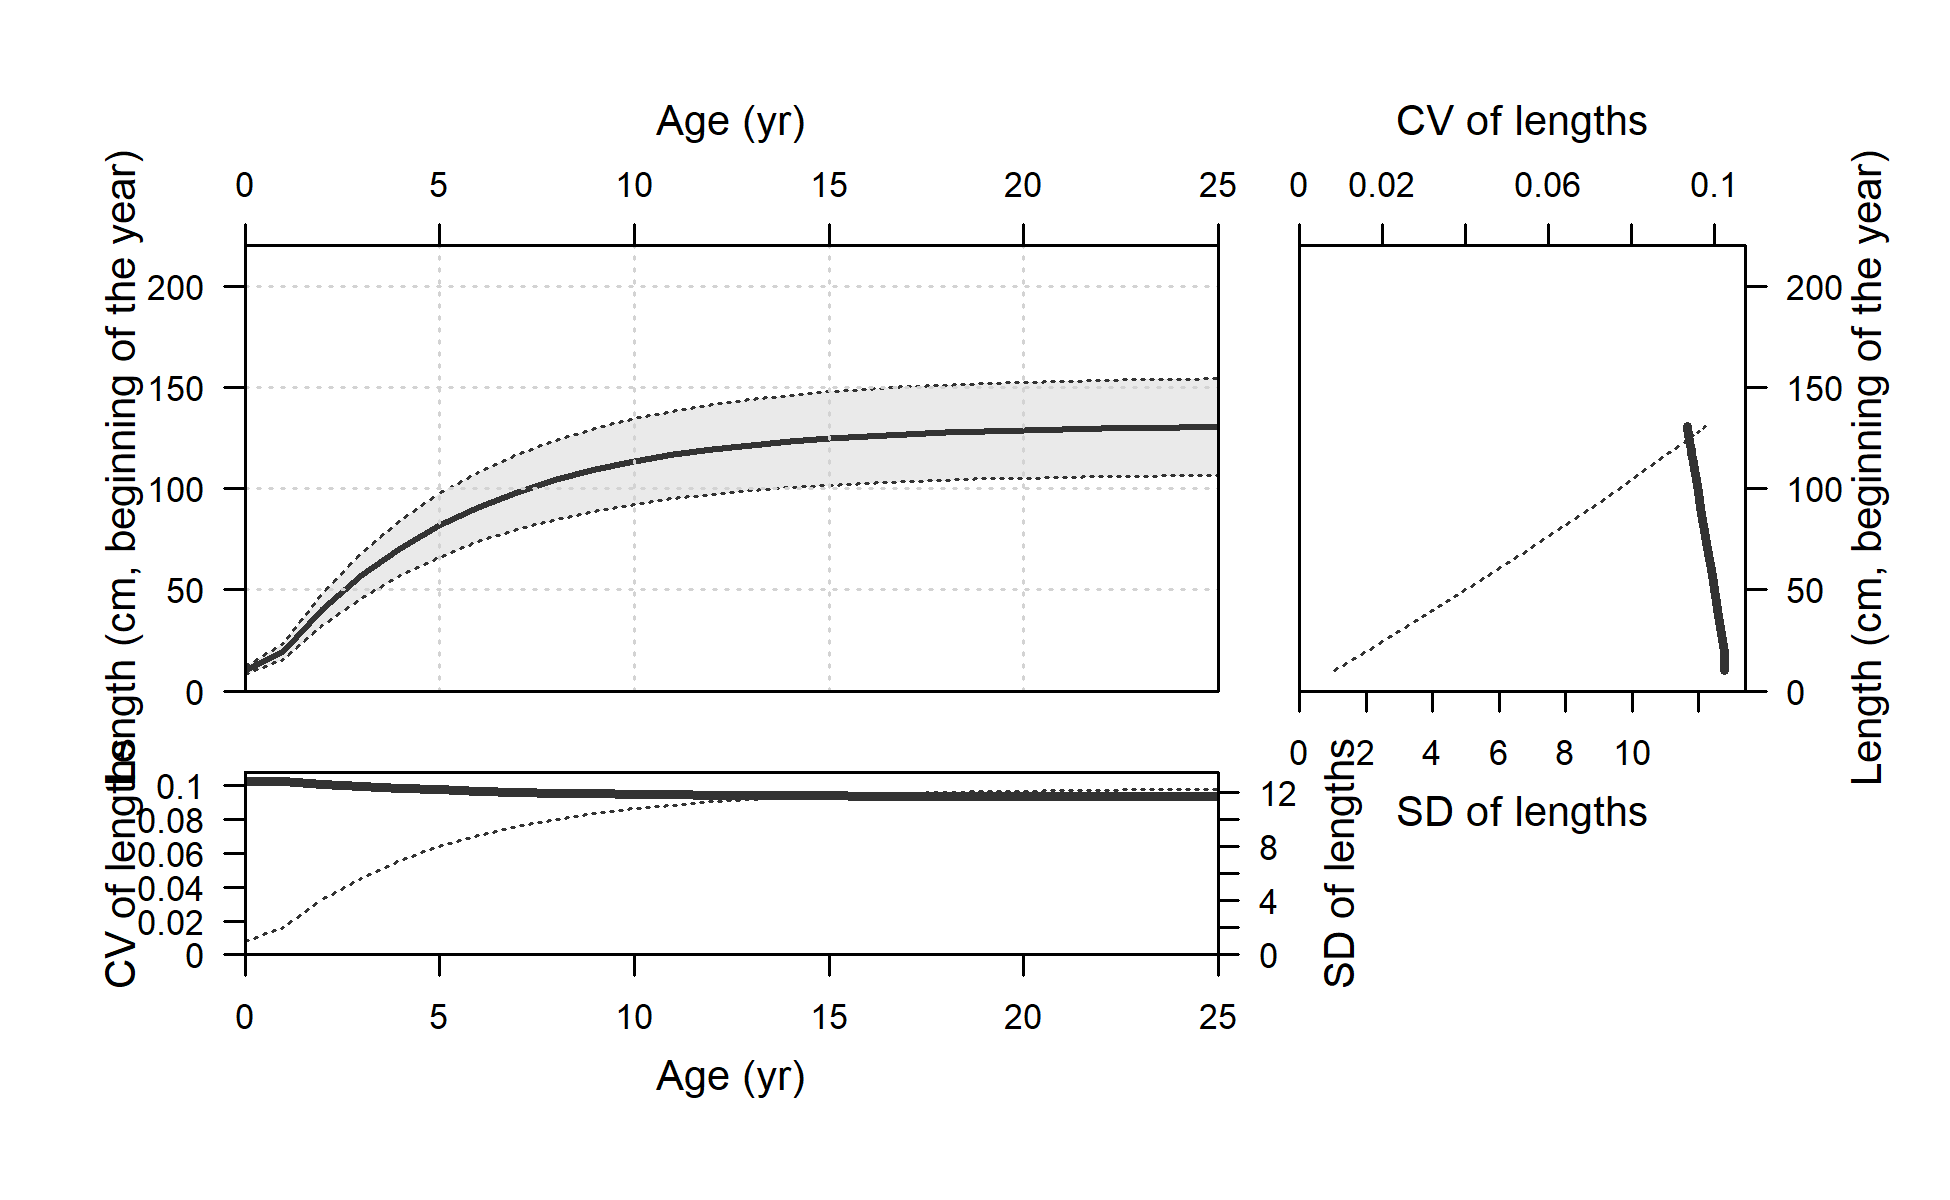 Age (yr)
0 5 10 15 20 25
Length (cm, beginning of the year)
200
150
100
50
0
CV of lengths
0 0.02 0.06 0.1
Length (cm, beginning of the year)
200
150
100
50
0
0 2 4 6 8 10
SD of lengths
CV of lengths
0.1
0.08
0.06
0.04
0.02
0
SD of lengths
12
8
4
0
0 5 10 15 20 25
Age (yr)